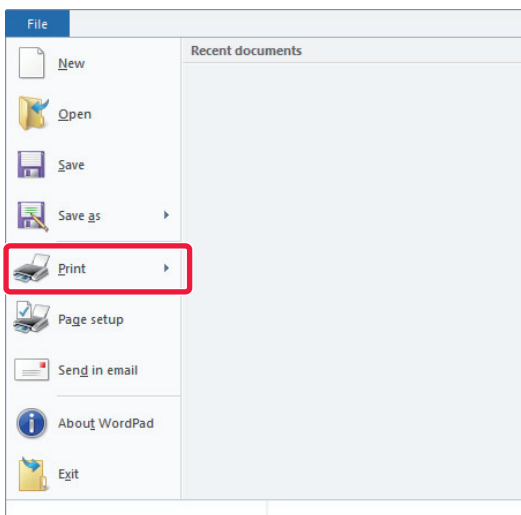 File
Recent documents
New
Open
Save
Save as
Print
Page setup
Send in email
About WordPad
Exit